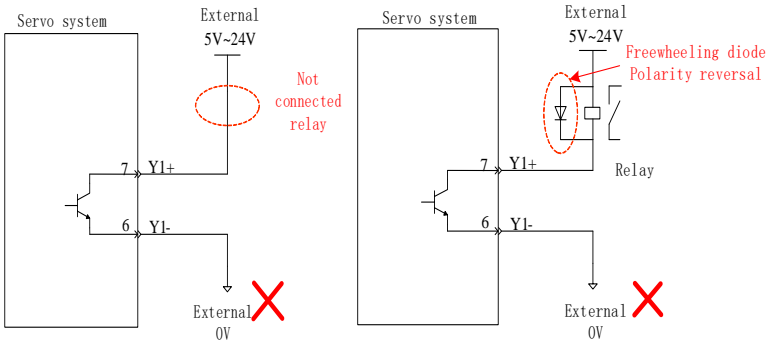 Servo system
External
5V~24V
Not
connected
relay
7
Y1+
6
Y1-
External
0V
Servo system
External
5V~24V
Freewheeling diode
Polarity reversal
7
Y1+
Relay
6
Y1-
External
0V